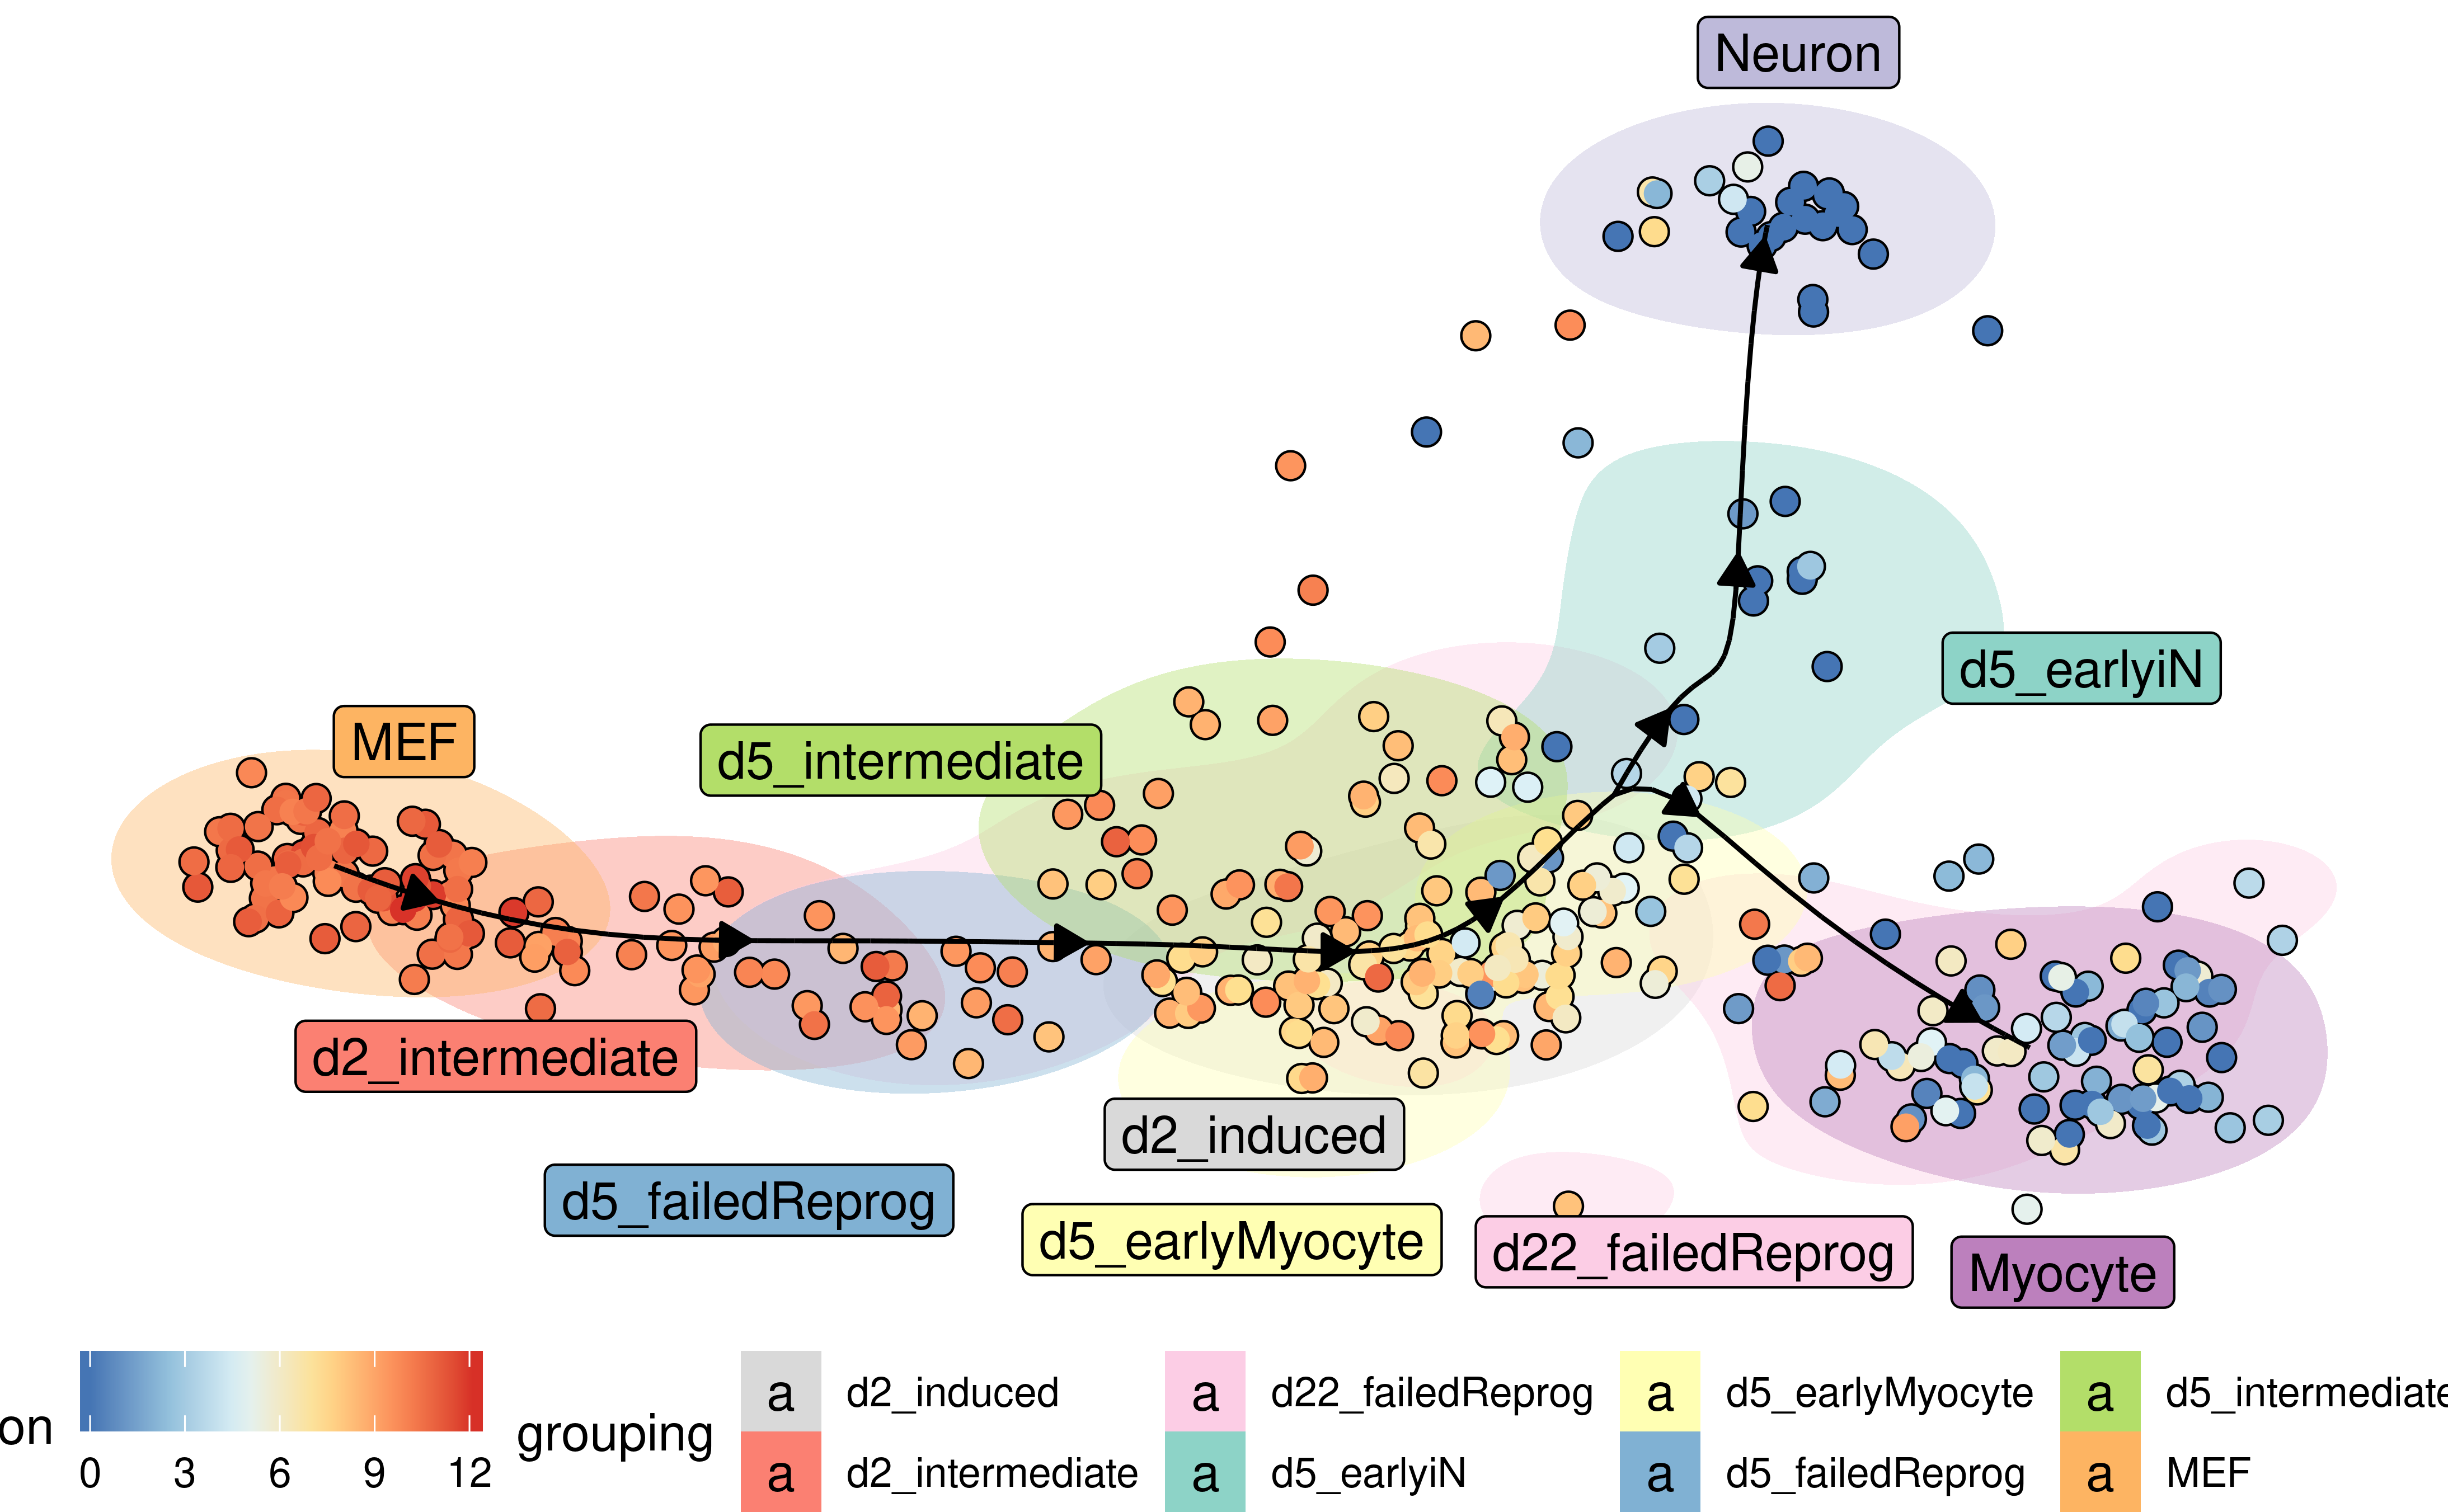 Neuron
d5_earlyiN
MEF
d5_intermediate
d2_intermediate
d2_induced
d5_failedReprog
d5_earlyMyocyte
d22_failedReprog
Myocyte
on
0 3 6 9 12
grouping
a d2_induced
a d2_intermediate
a d22_failedReprog
a d5_earlyiN
a d5_earlyMyocyte
a d5_failedReprog
a d5_intermediate
a MEF